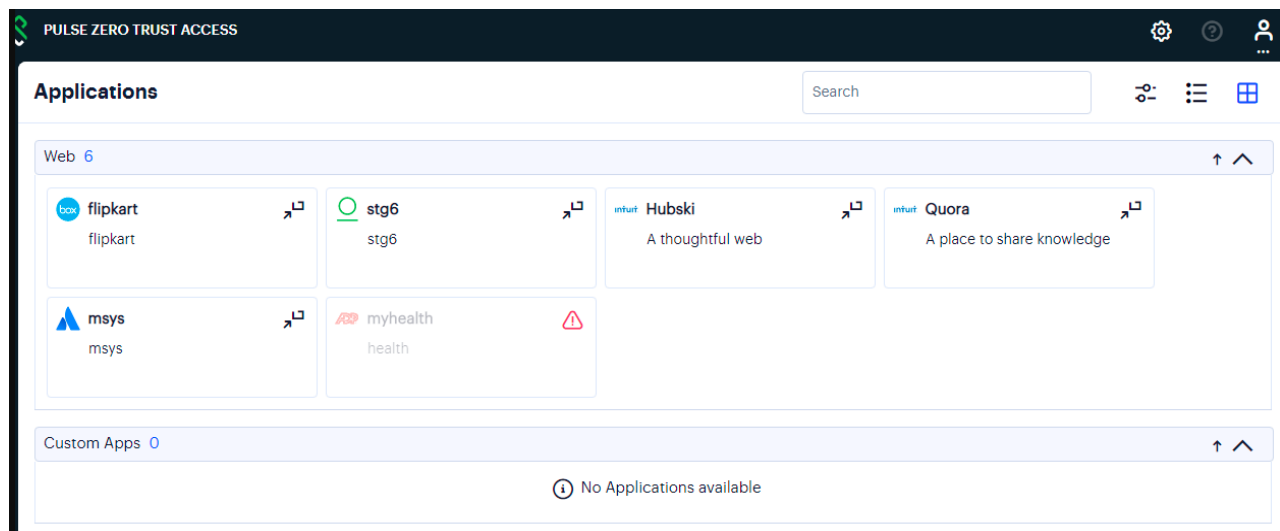 PULSE ZERO TRUST ACCESS
Applications
Search
Web 6
box flipkart
flipkart
stg6
stg6
intuit Hubski
A thoughtful web
intuit Quora
A place to share knowledge
msys
msys
ADP myhealth
health
Custom Apps 0
No Applications available